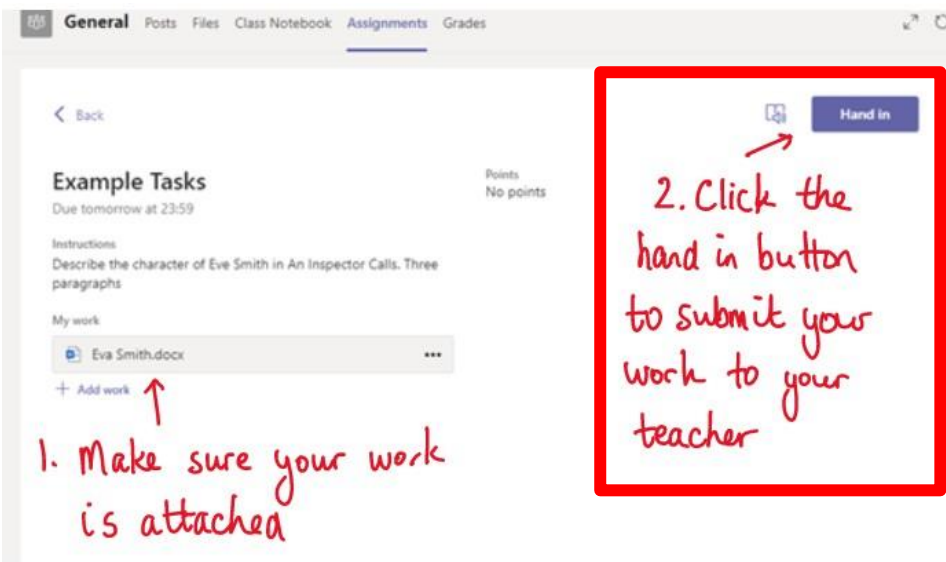 General Posts Files Class Notebook Assignments Grades
Back
Hand in
Example Tasks
Due tomorrow at 23:59
Points
No points
Instructions
Describe the character of Eve Smith in An Inspector Calls. Three
paragraphs
My work
Eva Smith.docx
+ Add work
1. Make sure your work
is attached
2. Click the
hand in button
to submit your
work to your
teacher